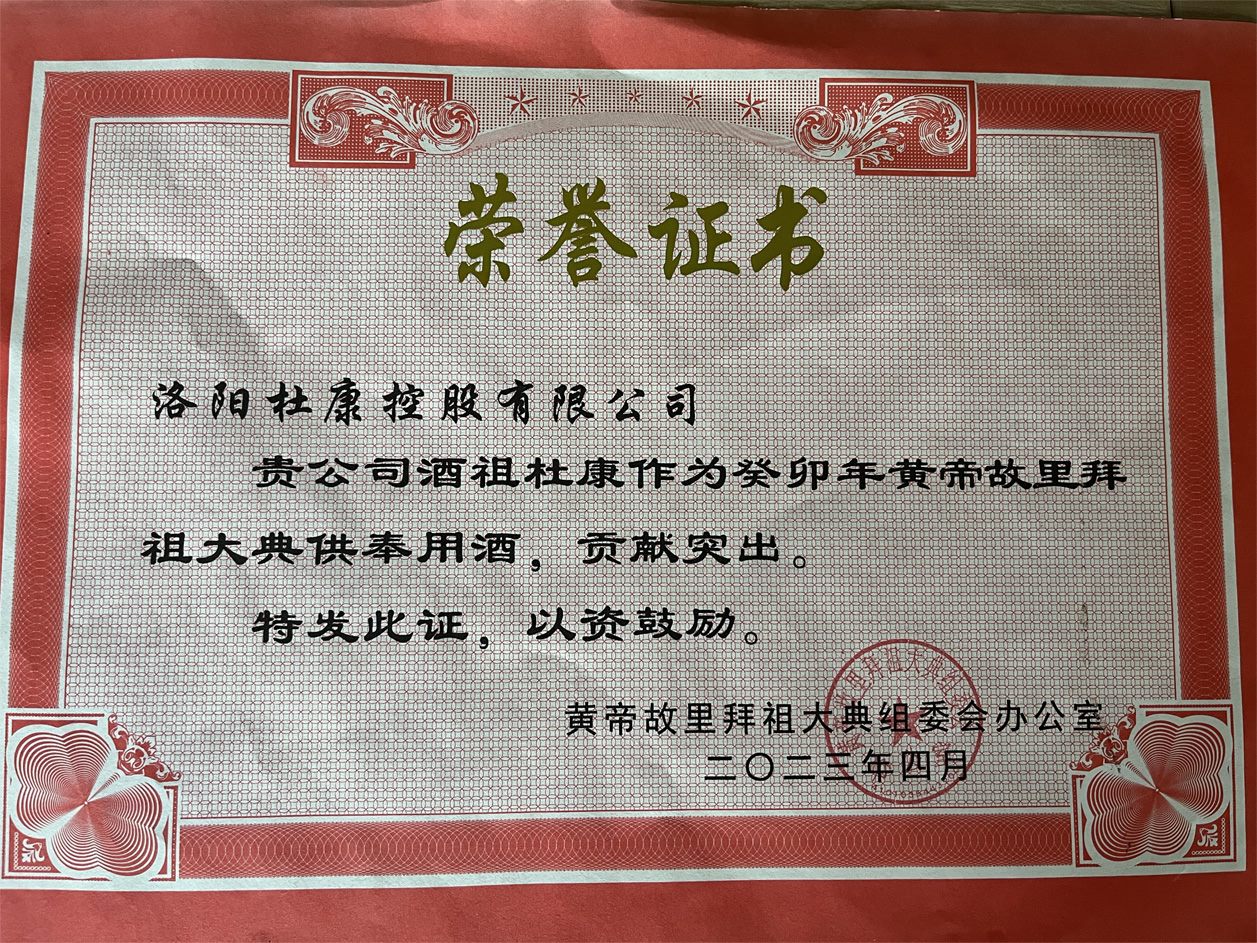 荣誉证书
洛阳杜康控股有限公司
贵公司酒祖杜康作为癸卯年黄帝故里拜
祖大典供奉用酒，贡献突出。
特发此证，以资鼓励。
黄帝故里拜祖大典组委会办公室
二〇二三年四月